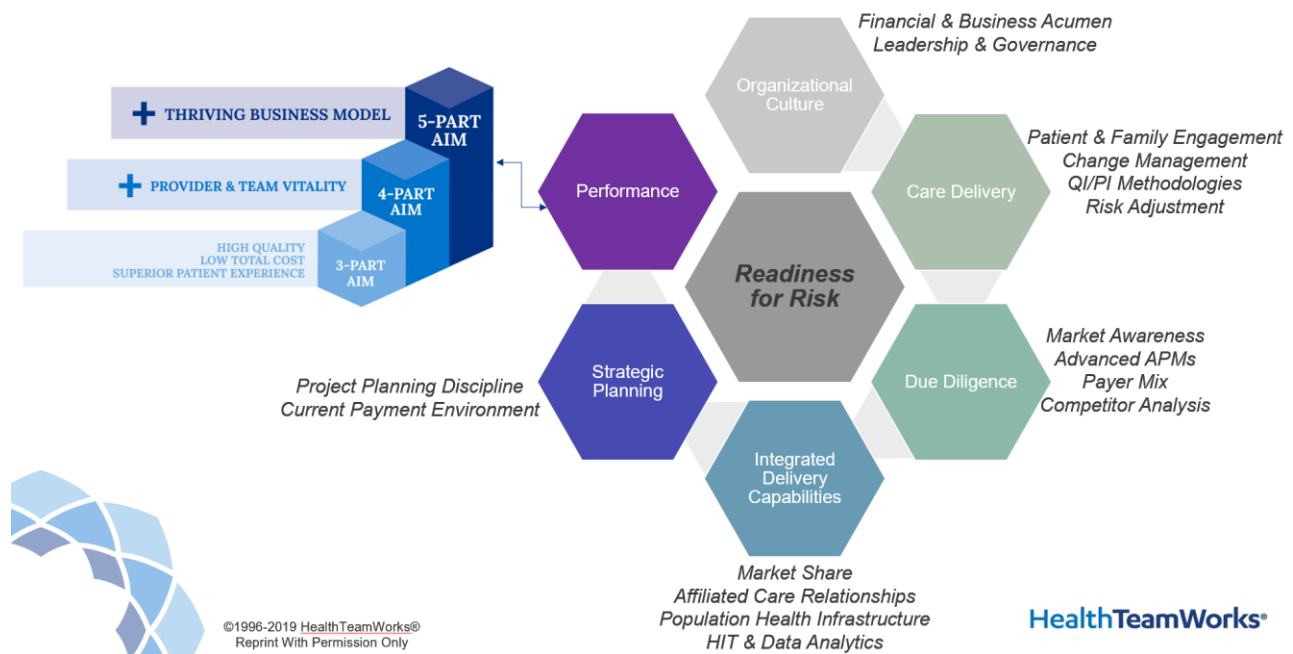 Financial & Business Acumen
Leadership & Governance
Organizational
Culture
+ THRIVING BUSINESS MODEL
5-PART
AIM
+ PROVIDER & TEAM VITALITY
4-PART
AIM
HIGH QUALITY
LOW TOTAL COST
SUPERIOR PATIENT EXPERIENCE
3-PART
AIM
Performance
Patient & Family Engagement
Change Management
QI/PI Methodologies
Risk Adjustment
Care Delivery
Readiness
for Risk
Market Awareness
Advanced APMs
Payer Mix
Competitor Analysis
Due Diligence
Strategic
Planning
Project Planning Discipline
Current Payment Environment
Integrated
Delivery
Capabilities
Market Share
Affiliated Care Relationships
Population Health Infrastructure
HIT & Data Analytics
©1996-2019 HealthTeamWorks®
Reprint With Permission Only
HealthTeamWorks®